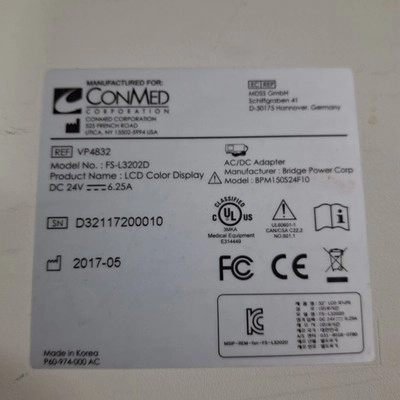 MANUFACTURED FOR:
CONMED
CORPORATION
CONMED CORPORATION
525 FRENCH ROAD
UTICA, NY 13502-5994 USA
EC REP
MDSS GmbH
Schiffgraben 41
D-30175 Hannover, Germany
REF VP4832
Model No. : FS-L3202D
Product Name : LCD Color Display
DC 24V 6.25A
AC/DC Adapter
Manufacturer : Bridge Power Corp
Model : BPM150S24F10
SN D32117200010
2017-05
CLASSIFIED
C UL US
Medical Equipment
E314449
UL60601-1
CAN/CSA C22.2
NO.601.1
FC CE
Made in Korea
P60-974-000 AC